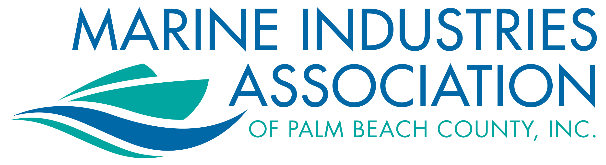 MARINE INDUSTRIES
ASSOCIATION
OF PALM BEACH COUNTY, INC.